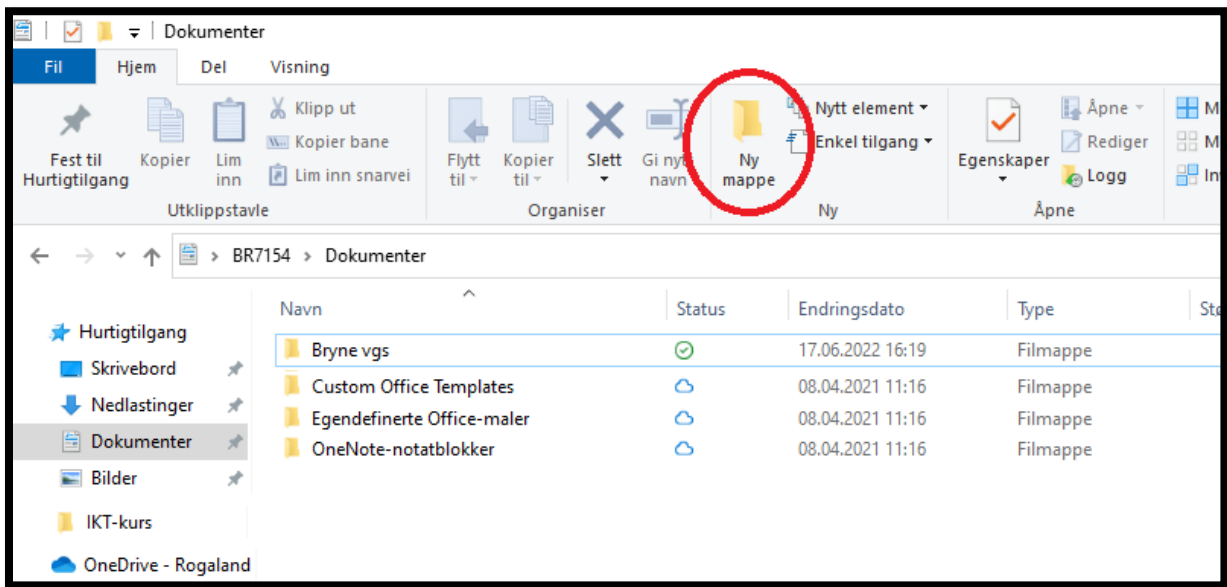 Dokumenter
Fil Hjem Del Visning
Fest til Hurtigtilgang
Kopier
Lim inn
Klipp ut
Kopier bane
Lim inn snarvei
Utklippstavle
Flytt til
Kopier til
Slett
Gi nytt navn
Organiser
Ny mappe
Nytt element
Enkel tilgang
Ny
Egenskaper
Åpne
Rediger
Logg
Åpne
BR7154 > Dokumenter
Navn Status Endringsdato Type
Hurtigtilgang
Skrivebord
Nedlastinger
Dokumenter
Bilder
IKT-kurs
OneDrive - Rogaland
Bryne vgs 17.06.2022 16:19 Filmappe
Custom Office Templates 08.04.2021 11:16 Filmappe
Egendefinerte Office-maler 08.04.2021 11:16 Filmappe
OneNote-notatblokker 08.04.2021 11:16 Filmappe